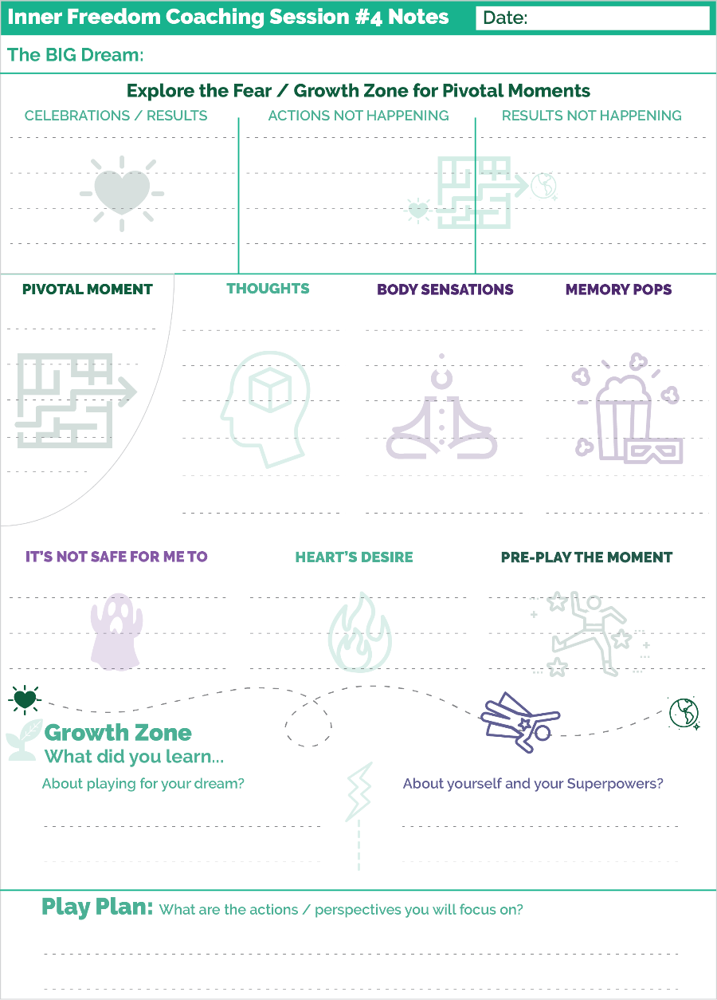 Inner Freedom Coaching Session #4 Notes
Date:
The BIG Dream:
Explore the Fear / Growth Zone for Pivotal Moments
CELEBRATIONS / RESULTS
ACTIONS NOT HAPPENING
RESULTS NOT HAPPENING
PIVOTAL MOMENT
THOUGHTS
BODY SENSATIONS
MEMORY POPS
IT'S NOT SAFE FOR ME TO
HEART'S DESIRE
PRE-PLAY THE MOMENT
Growth Zone
What did you learn...
About playing for your dream?
About yourself and your Superpowers?
Play Plan: What are the actions / perspectives you will focus on?